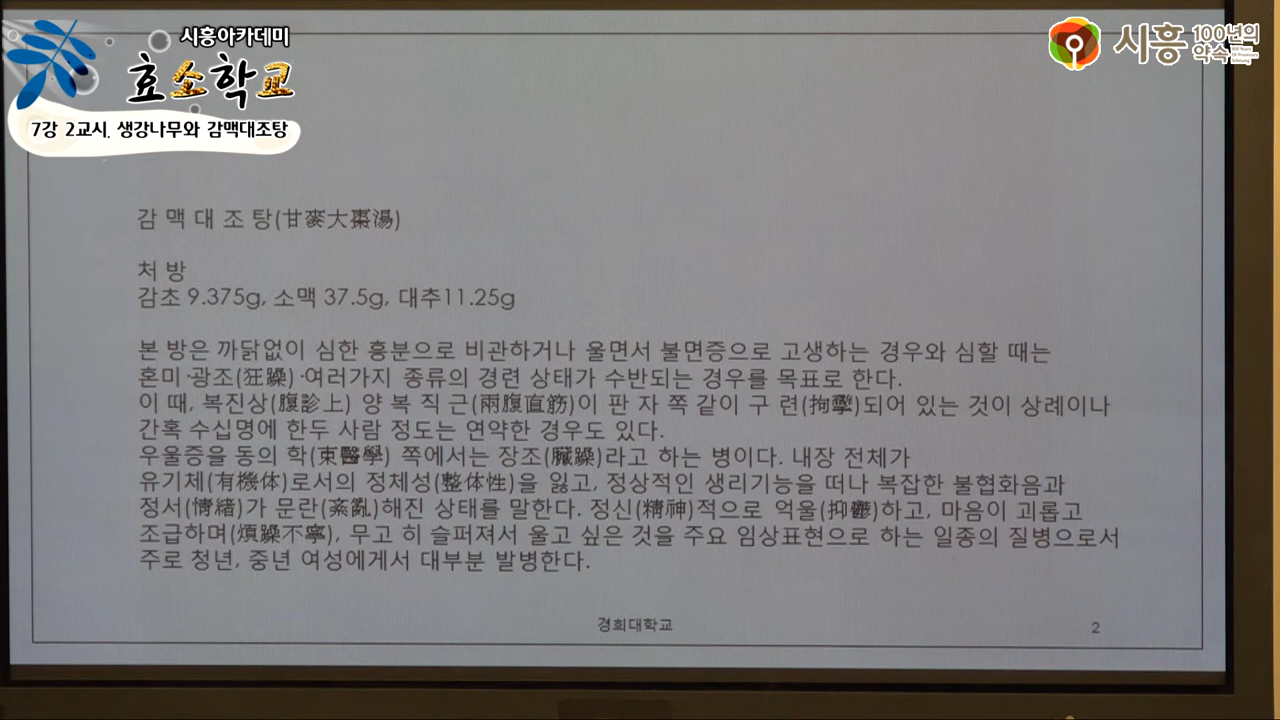 시흥아카데미
효소학교
7강 2교시. 생강나무와 감맥대조탕
시흥 100년의 약속
감 맥 대 조 탕(甘麥大棗湯)
처 방
감초 9.375g, 소맥 37.5g, 대추11.25g
본 방은 까닭없이 심한 흥분으로 비관하거나 울면서 불면증으로 고생하는 경우와 심할 때는
혼미·광조(狂躁)·여러가지 종류의 경련 상태가 수반되는 경우를 목표로 한다.
이 때, 복진상(腹診上) 양 복 직 근(兩腹直筋)이 판 자 쪽 같이 구 련(拘攣)되어 있는 것이 상례이나
간혹 수십명에 한두 사람 정도는 연약한 경우도 있다.
우울증을 동의 학(東醫學) 쪽에서는 장조(臟躁)라고 하는 병이다. 내장 전체가
유기체(有機体)로서의 정체성(整体性)을 잃고, 정상적인 생리기능을 떠나 복잡한 불협화음과
정서(情緖)가 문란(紊亂)해진 상태를 말한다. 정신(精神)적으로 억울(抑鬱)하고, 마음이 괴롭고
조급하며(煩躁不寧), 무고 히 슬퍼져서 울고 싶은 것을 주요 임상표현으로 하는 일종의 질병으로서
주로 청년, 중년 여성에게서 대부분 발병한다.
경희대학교
2